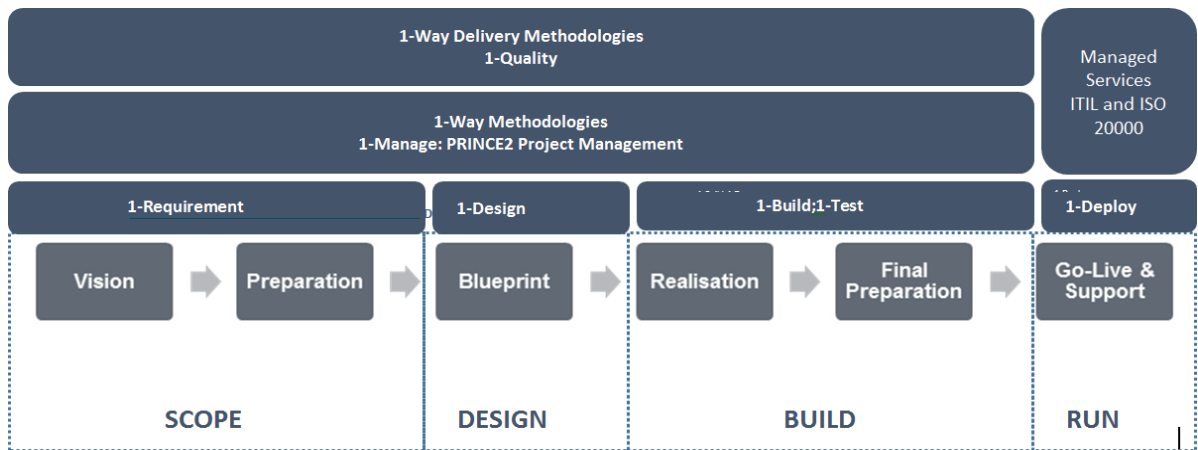 1-Way Delivery Methodologies
1-Quality
Managed
Services
ITIL and ISO
20000
1-Way Methodologies
1-Manage: PRINCE2 Project Management
1-Requirement
1-Design
1-Build;1-Test
1-Deploy
Vision
Preparation
Blueprint
Realisation
Final
Preparation
Go-Live &
Support
SCOPE
DESIGN
BUILD
RUN